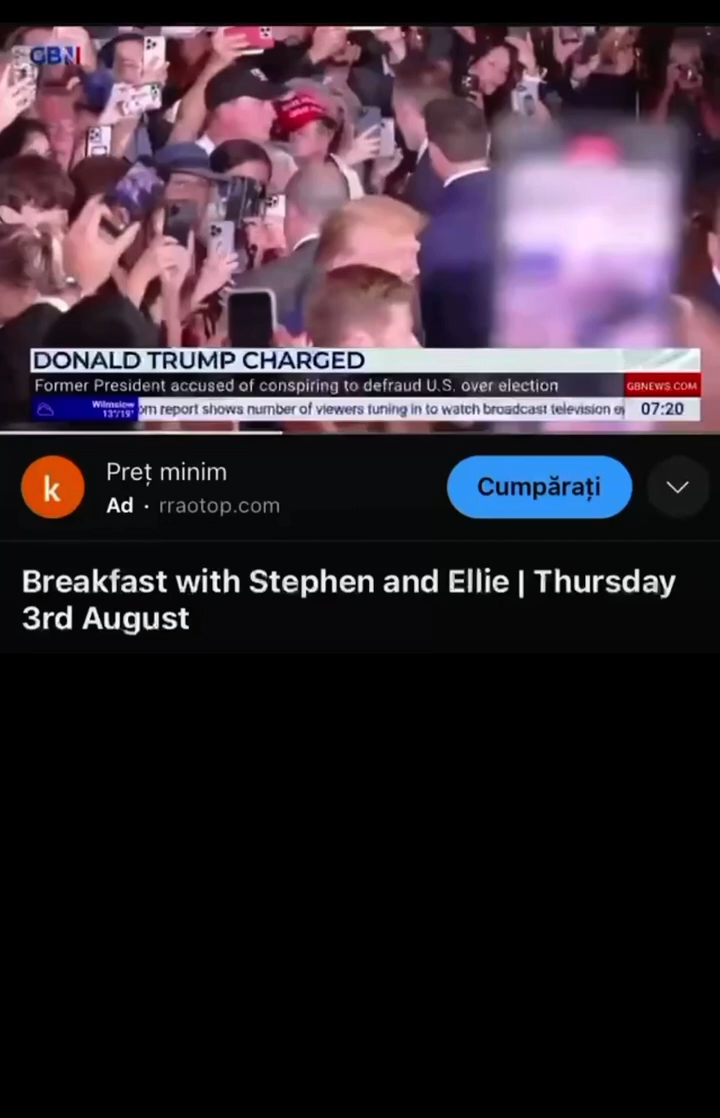 GBN
DONALD TRUMP CHARGED
Former President accused of conspiring to defraud U.S. over election
GBNEWS.COM
Wilmslow
13°/19°
om report shows number of viewers tuning in to watch broadcast television e
07:20
k
Preț minim
Ad · rraotop.com
Cumpărați
Breakfast with Stephen and Ellie | Thursday
3rd August